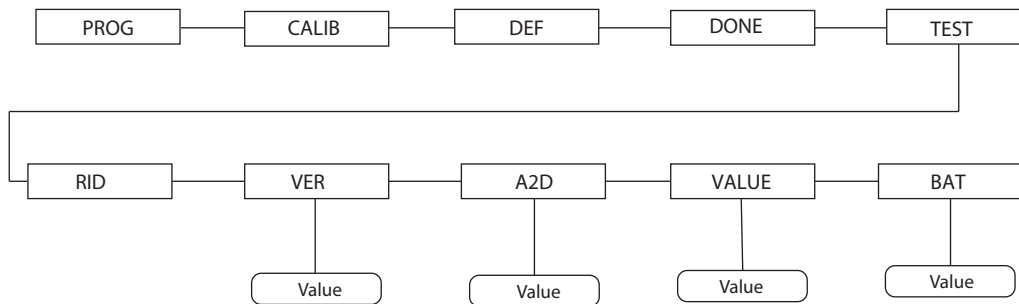 PROG
CALIB
DEF
DONE
TEST
RID
VER
A2D
VALUE
BAT
Value
Value
Value
Value